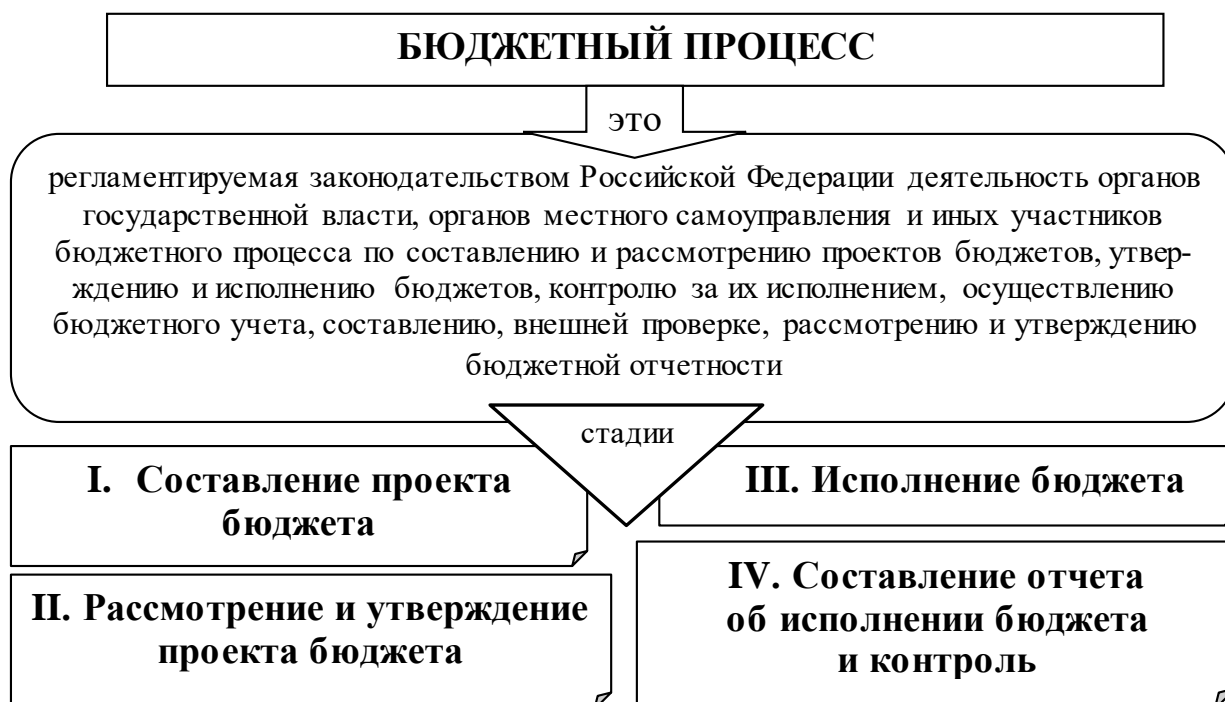 БЮДЖЕТНЫЙ ПРОЦЕСС
это
регламентируемая законодательством Российской Федерации деятельность органов
государственной власти, органов местного самоуправления и иных участников
бюджетного процесса по составлению и рассмотрению проектов бюджетов, утвер-
ждению и исполнению бюджетов, контролю за их исполнением, осуществлению
бюджетного учета, составлению, внешней проверке, рассмотрению и утверждению
бюджетной отчетности
стадии
I. Составление проекта
бюджета
II. Рассмотрение и утверждение
проекта бюджета
III. Исполнение бюджета
IV. Составление отчета
об исполнении бюджета
и контроль